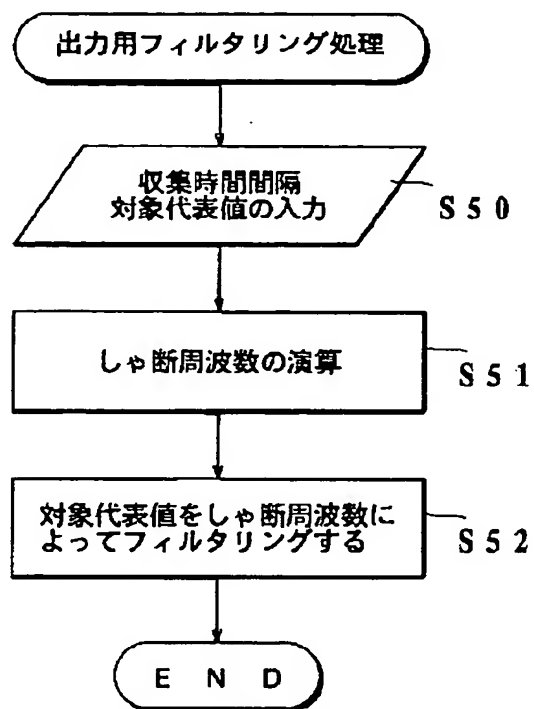 出力用フィルタリング処理
収集時間間隔
対象代表値の入力
S50
しゃ断周波数の演算
S51
対象代表値をしゃ断周波数に
よってフィルタリングする
S52
END